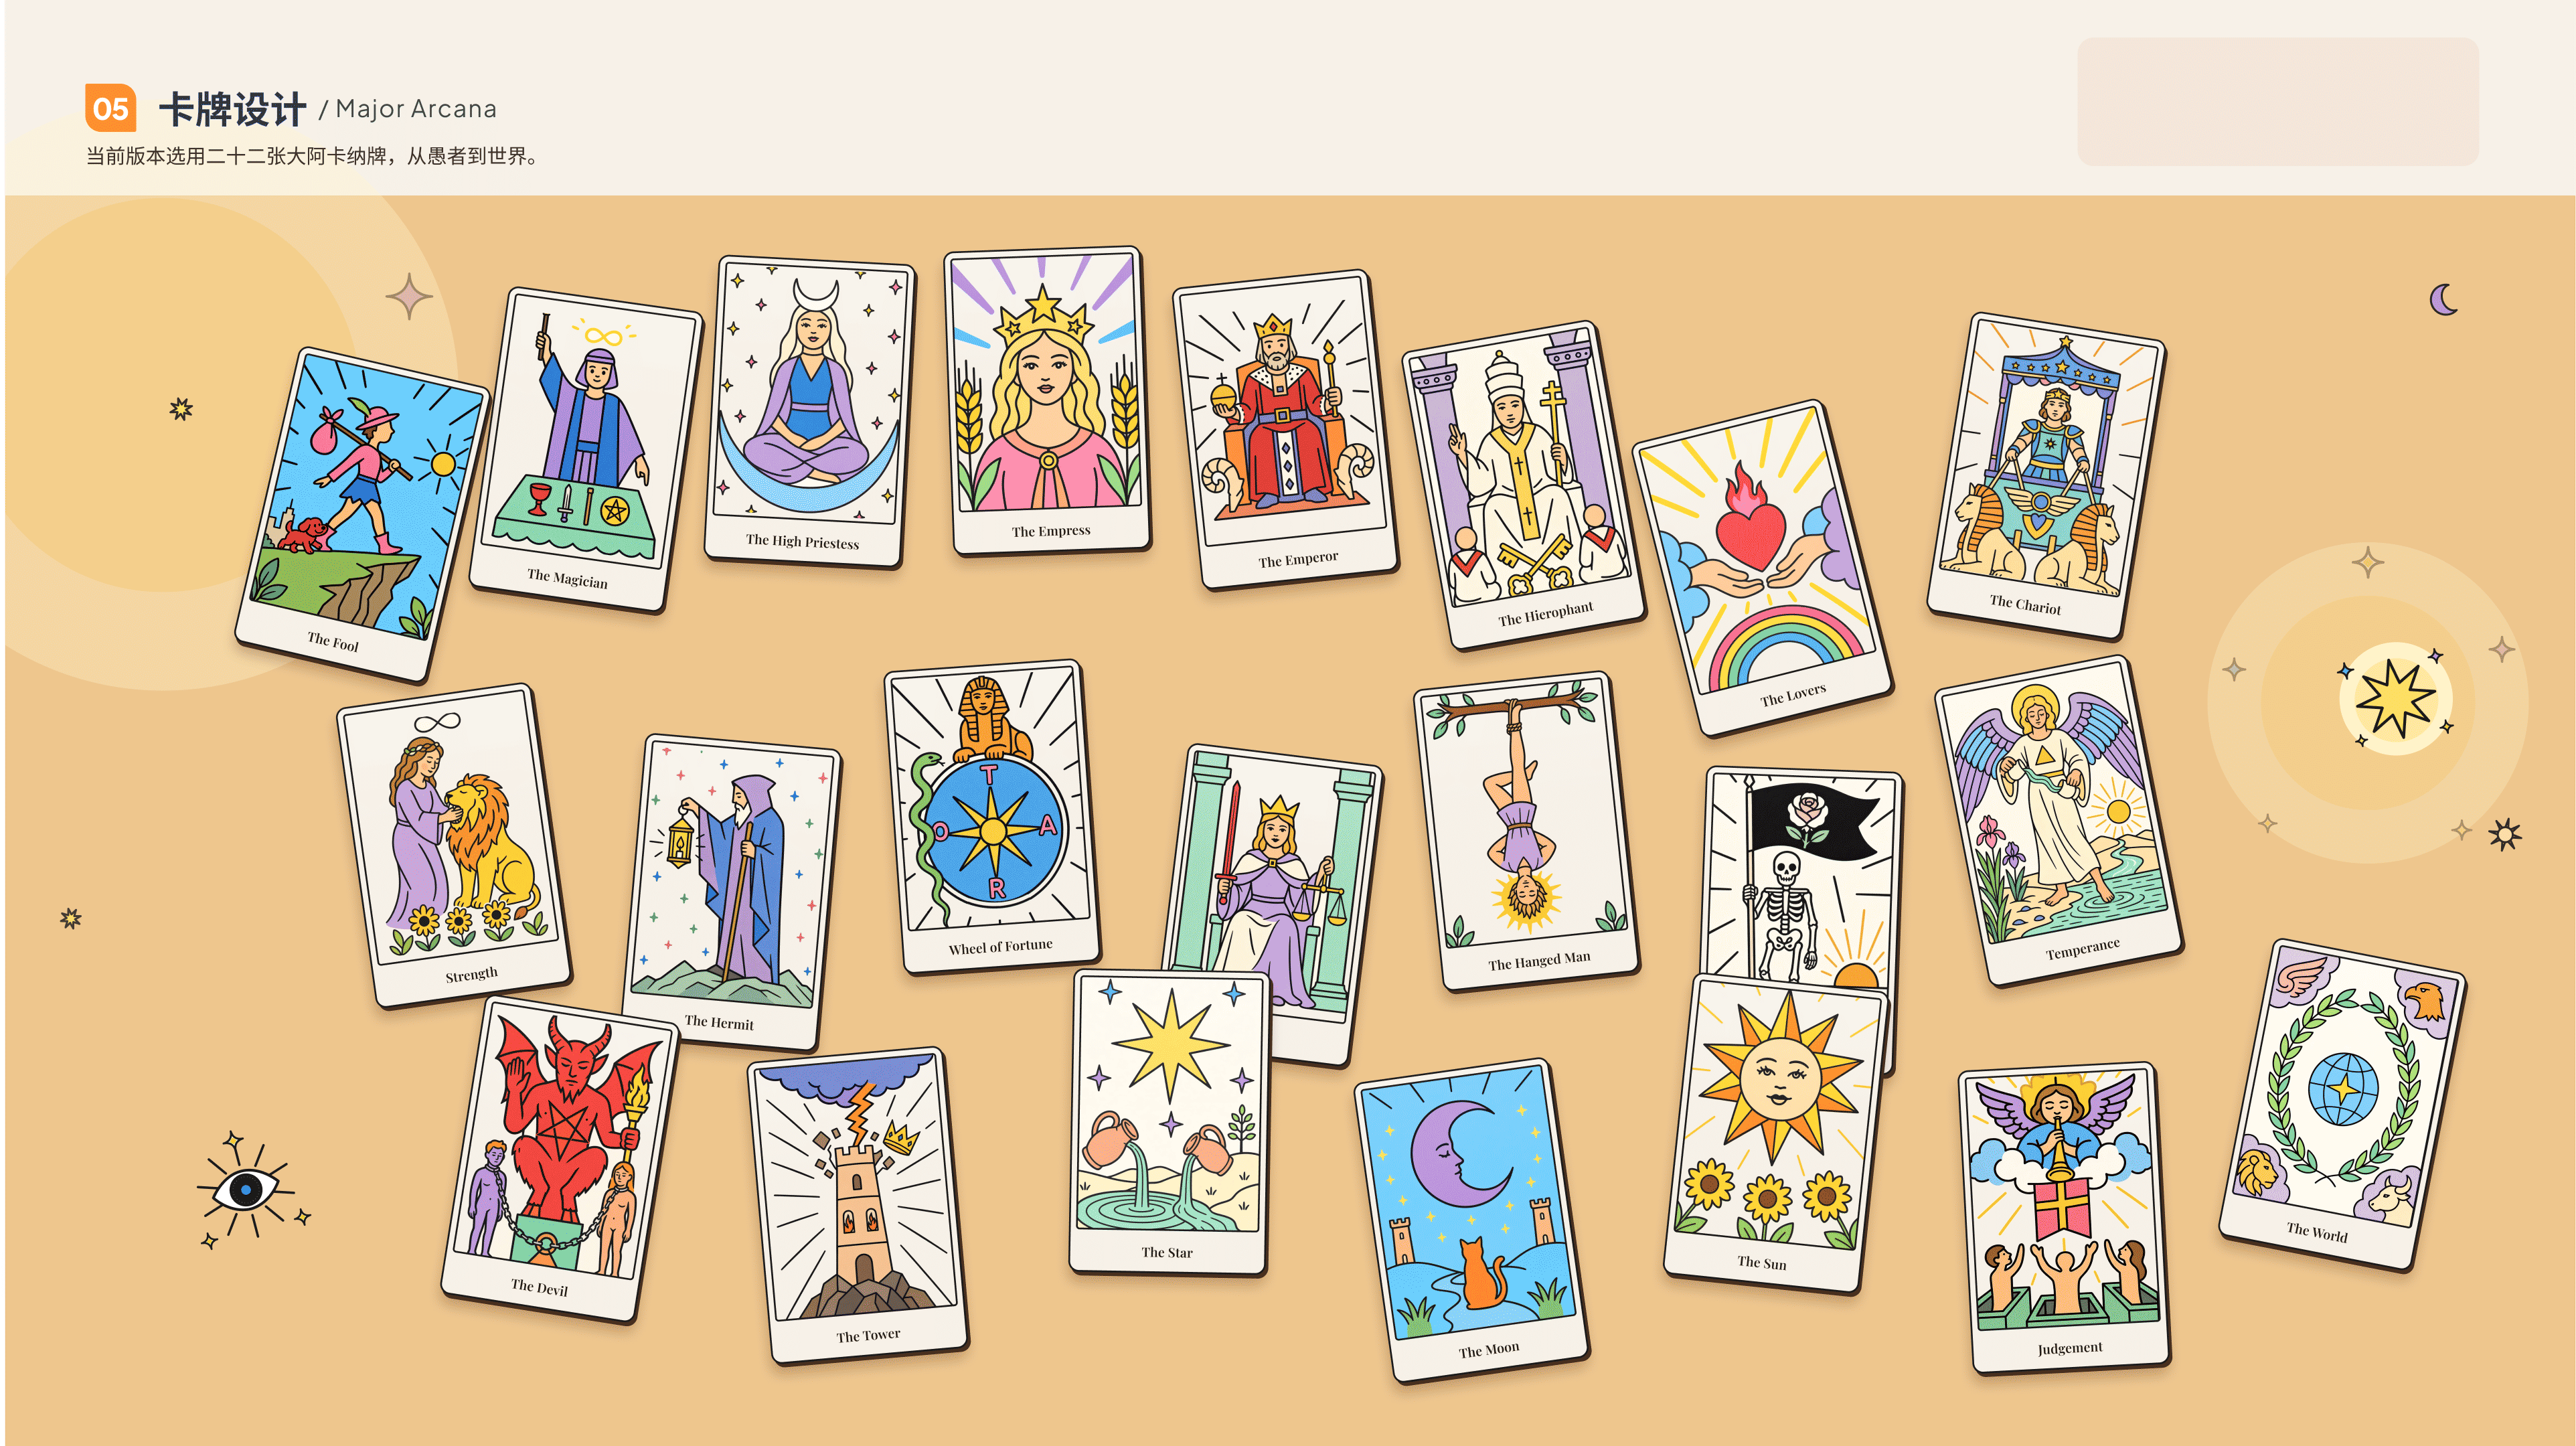 05 卡牌设计 / Major Arcana
当前版本选用二十二张大阿卡纳牌，从愚者到世界。
The Fool
The Magician
The High Priestess
The Empress
The Emperor
The Hierophant
The Lovers
The Chariot
Strength
The Hermit
T
O
A
R
Wheel of Fortune
The Hanged Man
Temperance
The Devil
The Tower
The Star
The Moon
The Sun
Judgement
The World